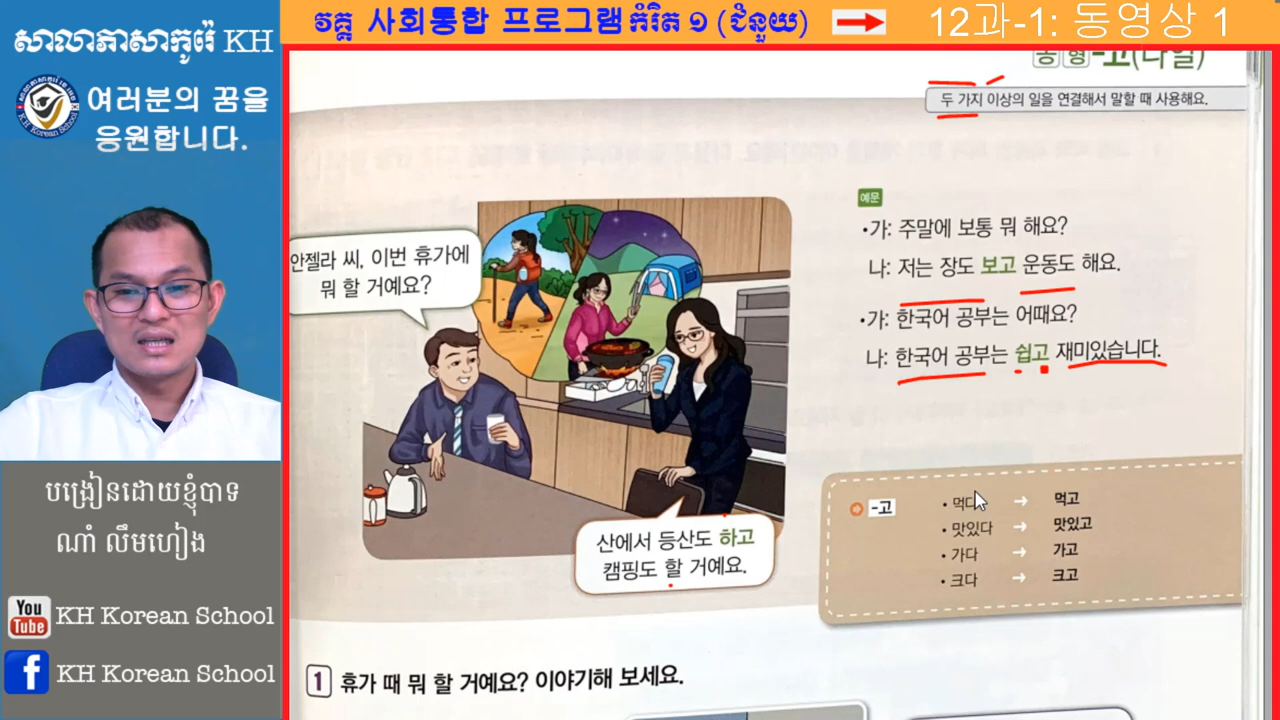 សាលាភាសាកូរ៉េ KH
여러분의 꿈을
응원합니다.
វគ្គ 사회통합 프로그램 កំរិត ១ (ជំនួយ)
12과-1: 동영상 1
동 형 -고(나열)
두 가지 이상의 일을 연결해서 말할 때 사용해요.
안젤라 씨, 이번 휴가에
뭐 할 거예요?
산에서 등산도 하고
캠핑도 할 거예요.
예문
•가: 주말에 보통 뭐 해요?
나: 저는 장도 보고 운동도 해요.
•가: 한국어 공부는 어때요?
나: 한국어 공부는 쉽고 재미있습니다.
-고
• 먹다 → 먹고
• 맛있다 → 맛있고
• 가다 → 가고
• 크다 → 크고
1 휴가 때 뭐 할 거예요? 이야기해 보세요.
បង្រៀនដោយខ្ញុំបាទ
ណាំ លឹមហៀង
You Tube KH Korean School
f KH Korean School